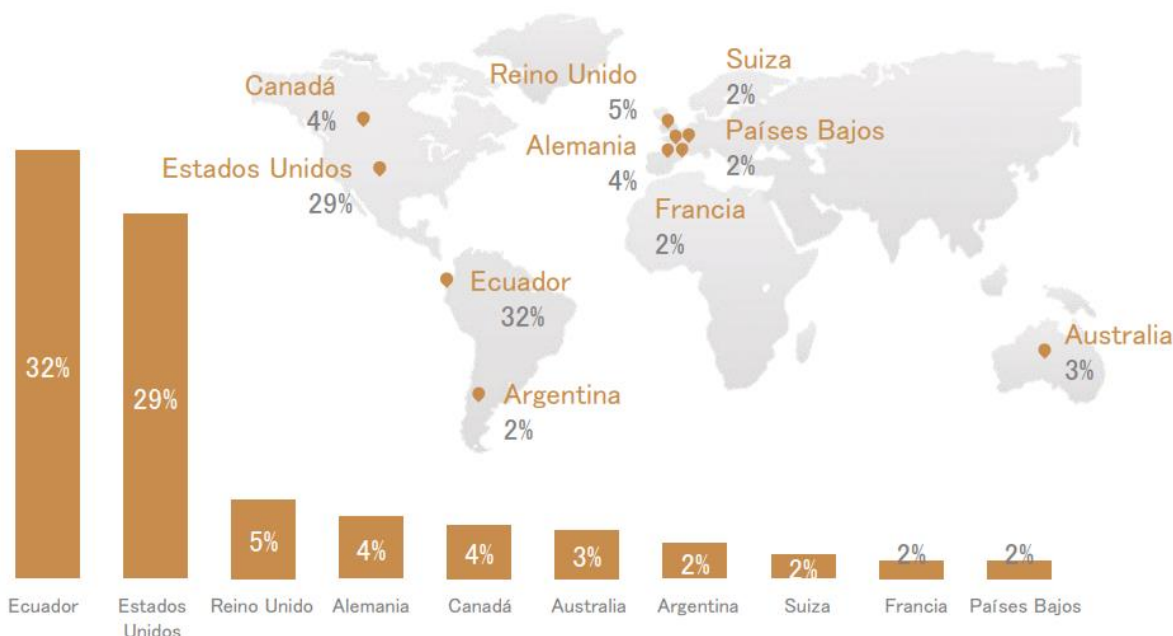 Canadá
4%
Estados Unidos
29%
Reino Unido
5%
Alemania
4%
Suiza
2%
Países Bajos
2%
Francia
2%
Ecuador
32%
Argentina
2%
Australia
3%
32%
29%
5%
4%
4%
3%
2%
2%
2%
2%
Ecuador
Estados
Unidos
Reino Unido
Alemania
Canadá
Australia
Argentina
Suiza
Francia
Países Bajos